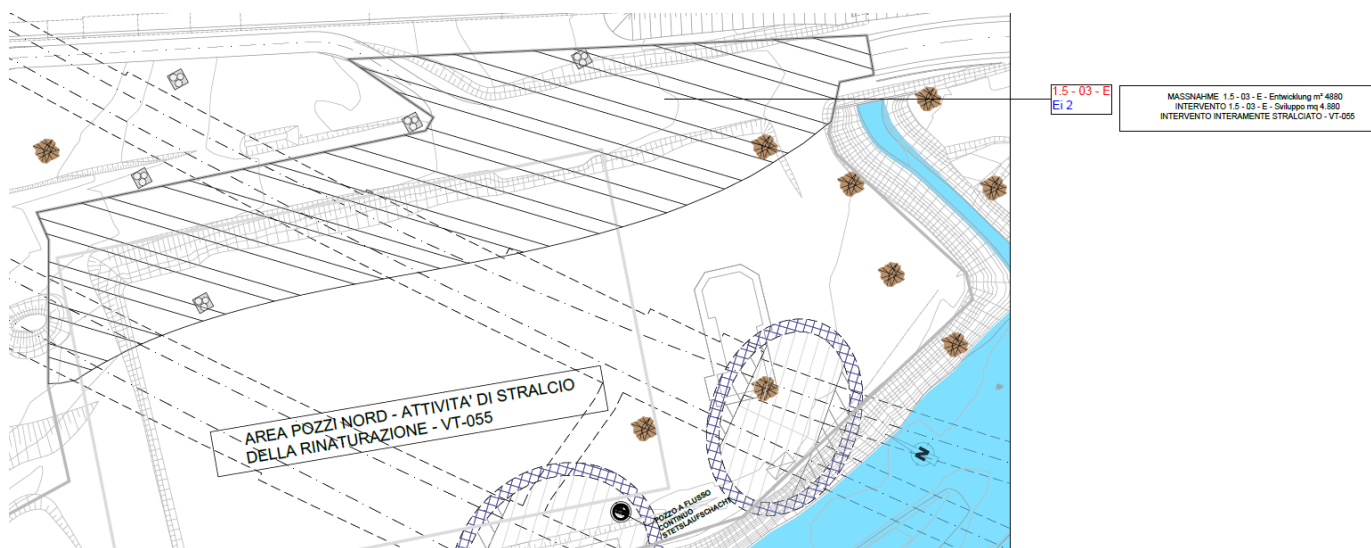 1.5 - 03 - E
Ei 2
MASSNAHME 1.5 - 03 - E - Entwicklung m² 4880
INTERVENTO 1.5 - 03 - E - Sviluppo mq 4.880
INTERVENTO INTERAMENTE STRALCIATO - VT-055
AREA POZZI NORD - ATTIVITA' DI STRALCIO
DELLA RINATURAZIONE - VT-055
POZZO A FLUSSO
CONTINUO
STETSLAUFSCHACHT
N